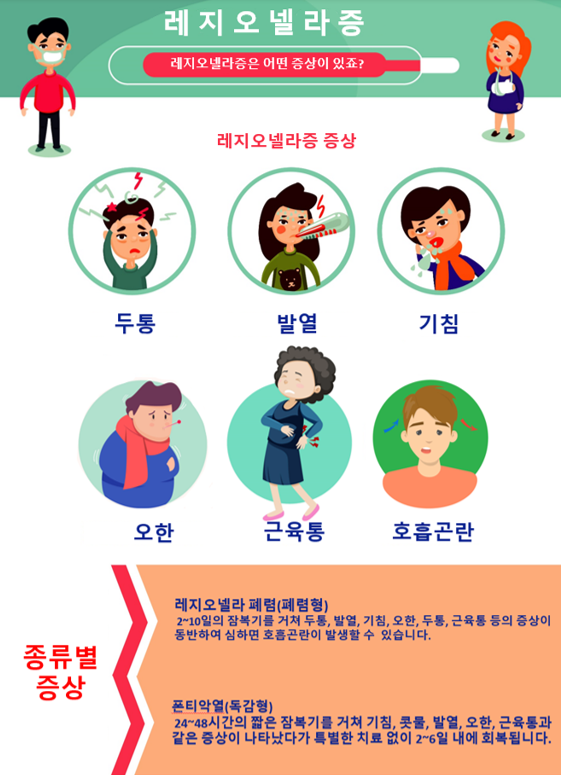 레지오넬라증
레지오넬라증은 어떤 증상이 있죠?
레지오넬라증 증상
두통
발열
기침
오한
근육통
호흡곤란
종류별
증상
레지오넬라 폐렴(폐렴형)
2~10일의 잠복기를 거쳐 두통, 발열, 기침, 오한, 두통, 근육통 등의 증상이
동반하여 심하면 호흡곤란이 발생할 수 있습니다.
폰티악열(독감형)
24~48시간의 짧은 잠복기를 거쳐 기침, 콧물, 발열, 오한, 근육통과
같은 증상이 나타났다가 특별한 치료 없이 2~6일 내에 회복됩니다.